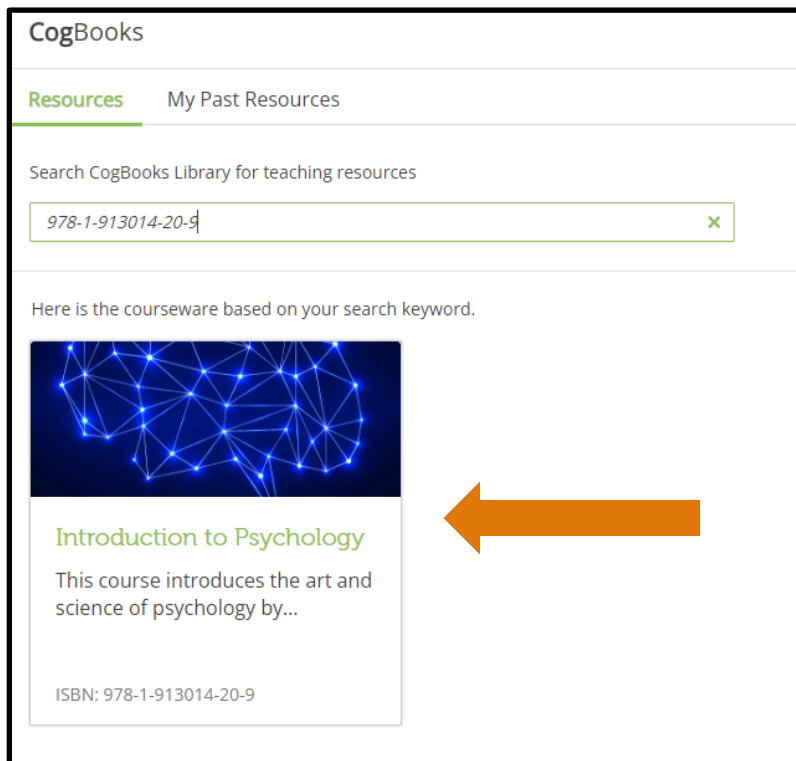 CogBooks
Resources My Past Resources
Search CogBooks Library for teaching resources
978-1-913014-20-9
Here is the courseware based on your search keyword.
Introduction to Psychology
This course introduces the art and
science of psychology by...
ISBN: 978-1-913014-20-9